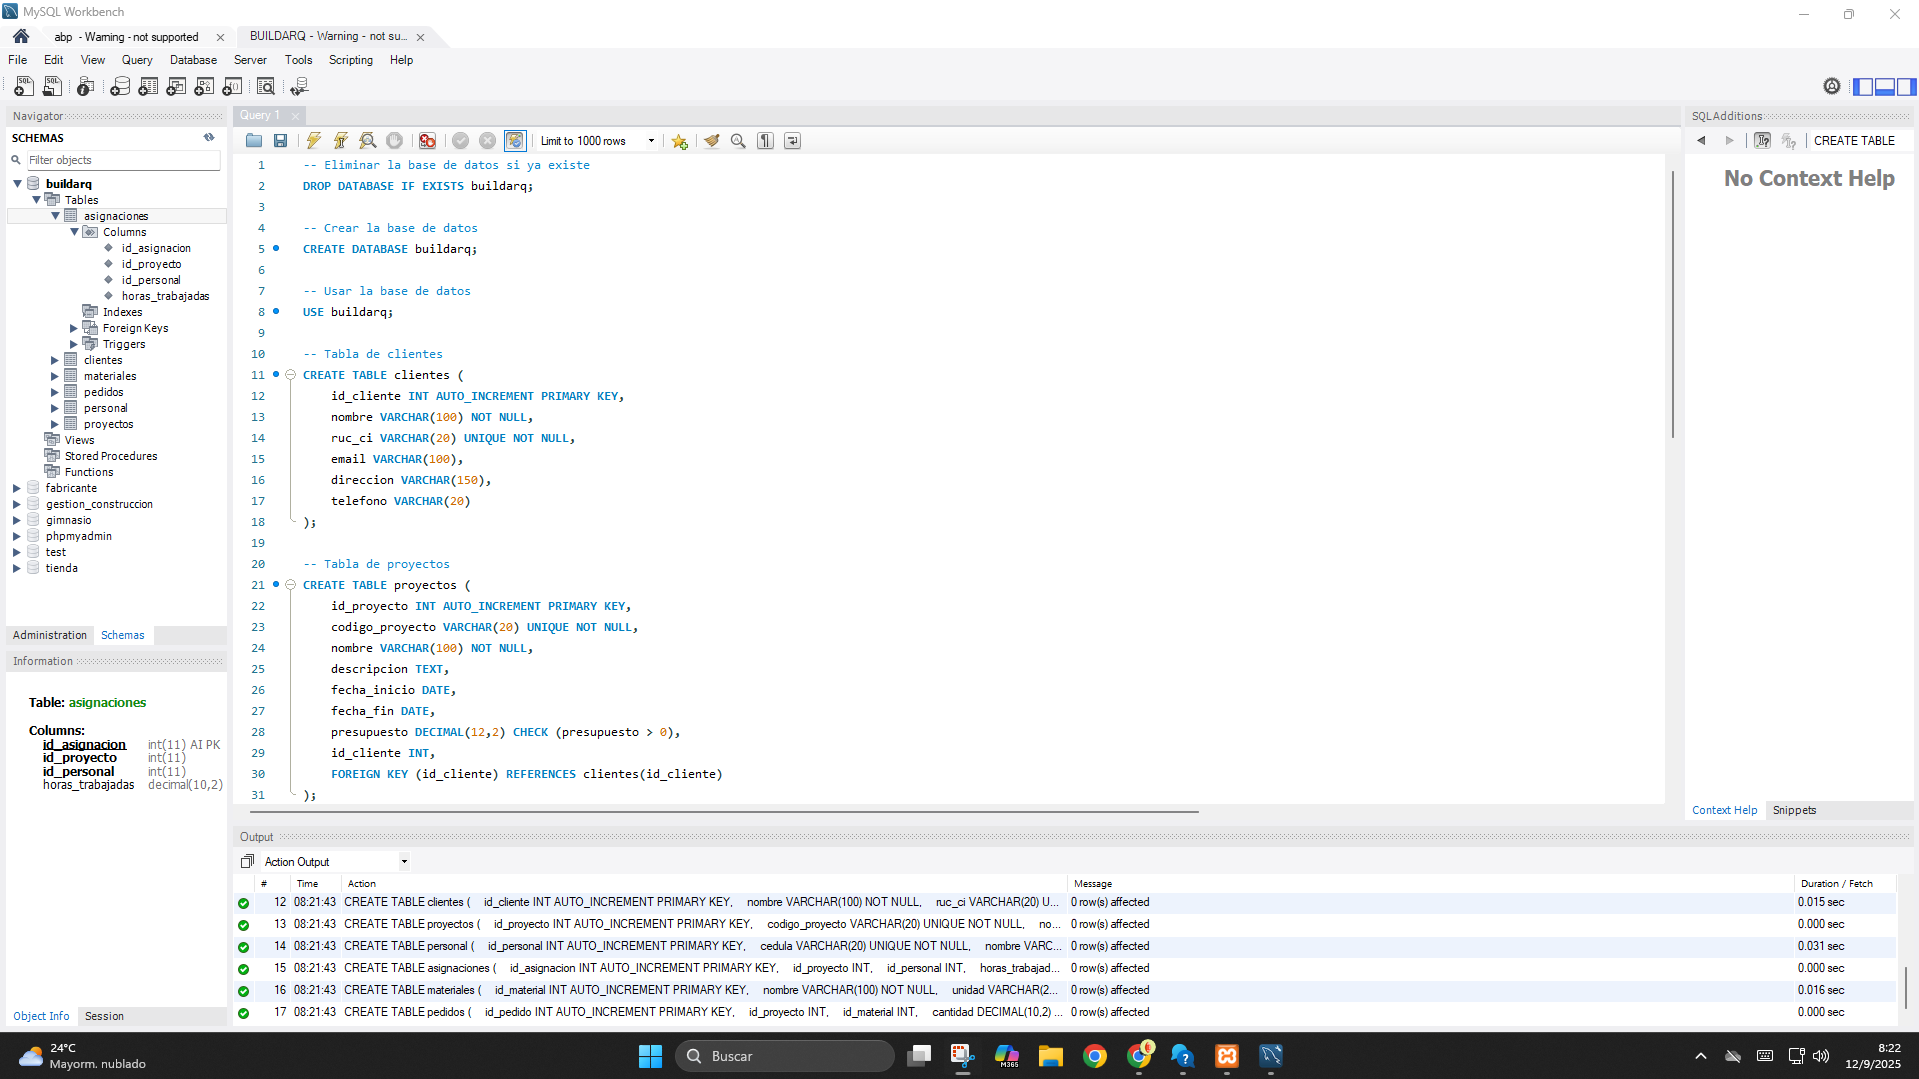 MySQL Workbench
abp - Warning - not supported
BUILDARQ - Warning - not su...
File Edit View Query Database Server Tools Scripting Help
Navigator
SCHEMAS
Filter objects
buildarq
Tables
asignaciones
Columns
id_asignacion
id_proyecto
id_personal
horas_trabajadas
Indexes
Foreign Keys
Triggers
clientes
materiales
pedidos
personal
proyectos
Views
Stored Procedures
Functions
fabricante
gestion_construccion
gimnasio
phpmyadmin
test
tienda
Administration Schemas
Information
Table: asignaciones
Columns:
id_asignacion int(11) AI PK
id_proyecto int(11)
id_personal int(11)
horas_trabajadas decimal(10,2)
Object Info Session
Query 1
Limit to 1000 rows
1 -- Eliminar la base de datos si ya existe
2 DROP DATABASE IF EXISTS buildarq;
3
4 -- Crear la base de datos
5 CREATE DATABASE buildarq;
6
7 -- Usar la base de datos
8 USE buildarq;
9
10 -- Tabla de clientes
11 CREATE TABLE clientes (
12 id_cliente INT AUTO_INCREMENT PRIMARY KEY,
13 nombre VARCHAR(100) NOT NULL,
14 ruc_ci VARCHAR(20) UNIQUE NOT NULL,
15 email VARCHAR(100),
16 direccion VARCHAR(150),
17 telefono VARCHAR(20)
18 );
19
20 -- Tabla de proyectos
21 CREATE TABLE proyectos (
22 id_proyecto INT AUTO_INCREMENT PRIMARY KEY,
23 codigo_proyecto VARCHAR(20) UNIQUE NOT NULL,
24 nombre VARCHAR(100) NOT NULL,
25 descripcion TEXT,
26 fecha_inicio DATE,
27 fecha_fin DATE,
28 presupuesto DECIMAL(12,2) CHECK (presupuesto > 0),
29 id_cliente INT,
30 FOREIGN KEY (id_cliente) REFERENCES clientes(id_cliente)
31 );
SQLAdditions
CREATE TABLE
No Context Help
Context Help Snippets
Output
Action Output
# Time Action Message Duration / Fetch
12 08:21:43 CREATE TABLE clientes ( id_cliente INT AUTO_INCREMENT PRIMARY KEY, nombre VARCHAR(100) NOT NULL, ruc_ci VARCHAR(20) U... 0 row(s) affected 0.015 sec
13 08:21:43 CREATE TABLE proyectos ( id_proyecto INT AUTO_INCREMENT PRIMARY KEY, codigo_proyecto VARCHAR(20) UNIQUE NOT NULL, no... 0 row(s) affected 0.000 sec
14 08:21:43 CREATE TABLE personal ( id_personal INT AUTO_INCREMENT PRIMARY KEY, cedula VARCHAR(20) UNIQUE NOT NULL, nombre VARC... 0 row(s) affected 0.031 sec
15 08:21:43 CREATE TABLE asignaciones ( id_asignacion INT AUTO_INCREMENT PRIMARY KEY, id_proyecto INT, id_personal INT, horas_trabajad... 0 row(s) affected 0.000 sec
16 08:21:43 CREATE TABLE materiales ( id_material INT AUTO_INCREMENT PRIMARY KEY, nombre VARCHAR(100) NOT NULL, unidad VARCHAR(2... 0 row(s) affected 0.016 sec
17 08:21:43 CREATE TABLE pedidos ( id_pedido INT AUTO_INCREMENT PRIMARY KEY, id_proyecto INT, id_material INT, cantidad DECIMAL(10,2) ... 0 row(s) affected 0.000 sec
24°C
Mayorm. nublado
Buscar
M365
8:22
12/9/2025